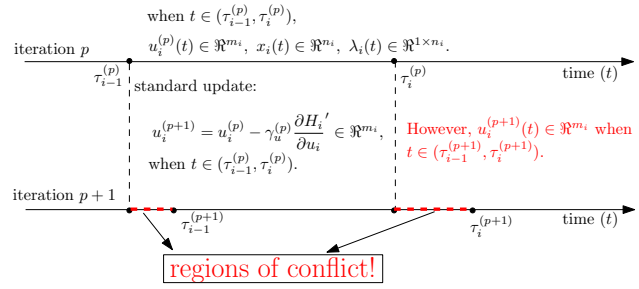 when t ∈ (τ_{i−1}^{(p)}, τ_i^{(p)}),
u_i^{(p)}(t) ∈ ℜ^{m_i}, x_i(t) ∈ ℜ^{n_i}, λ_i(t) ∈ ℜ^{1×n_i}.
iteration p
τ_{i−1}^{(p)}
τ_i^{(p)}
time (t)
standard update:
u_i^{(p+1)} = u_i^{(p)} − γ_u^{(p)} ∂H_i/∂u_i ′ ∈ ℜ^{m_i},
when t ∈ (τ_{i−1}^{(p)}, τ_i^{(p)}).
However, u_i^{(p+1)}(t) ∈ ℜ^{m_i} when
t ∈ (τ_{i−1}^{(p+1)}, τ_i^{(p+1)}).
iteration p + 1
τ_{i−1}^{(p+1)}
τ_i^{(p+1)}
time (t)
regions of conflict!